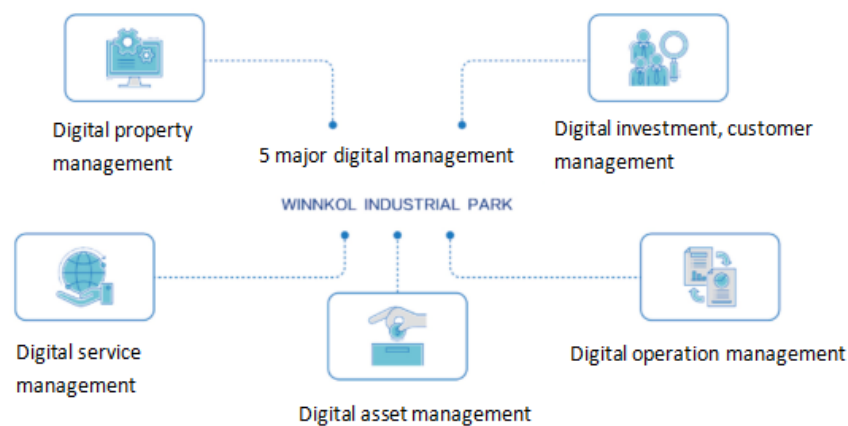 Digital property
management
5 major digital management
Digital investment, customer
management
WINNKOL INDUSTRIAL PARK
Digital service
management
Digital asset management
Digital operation management